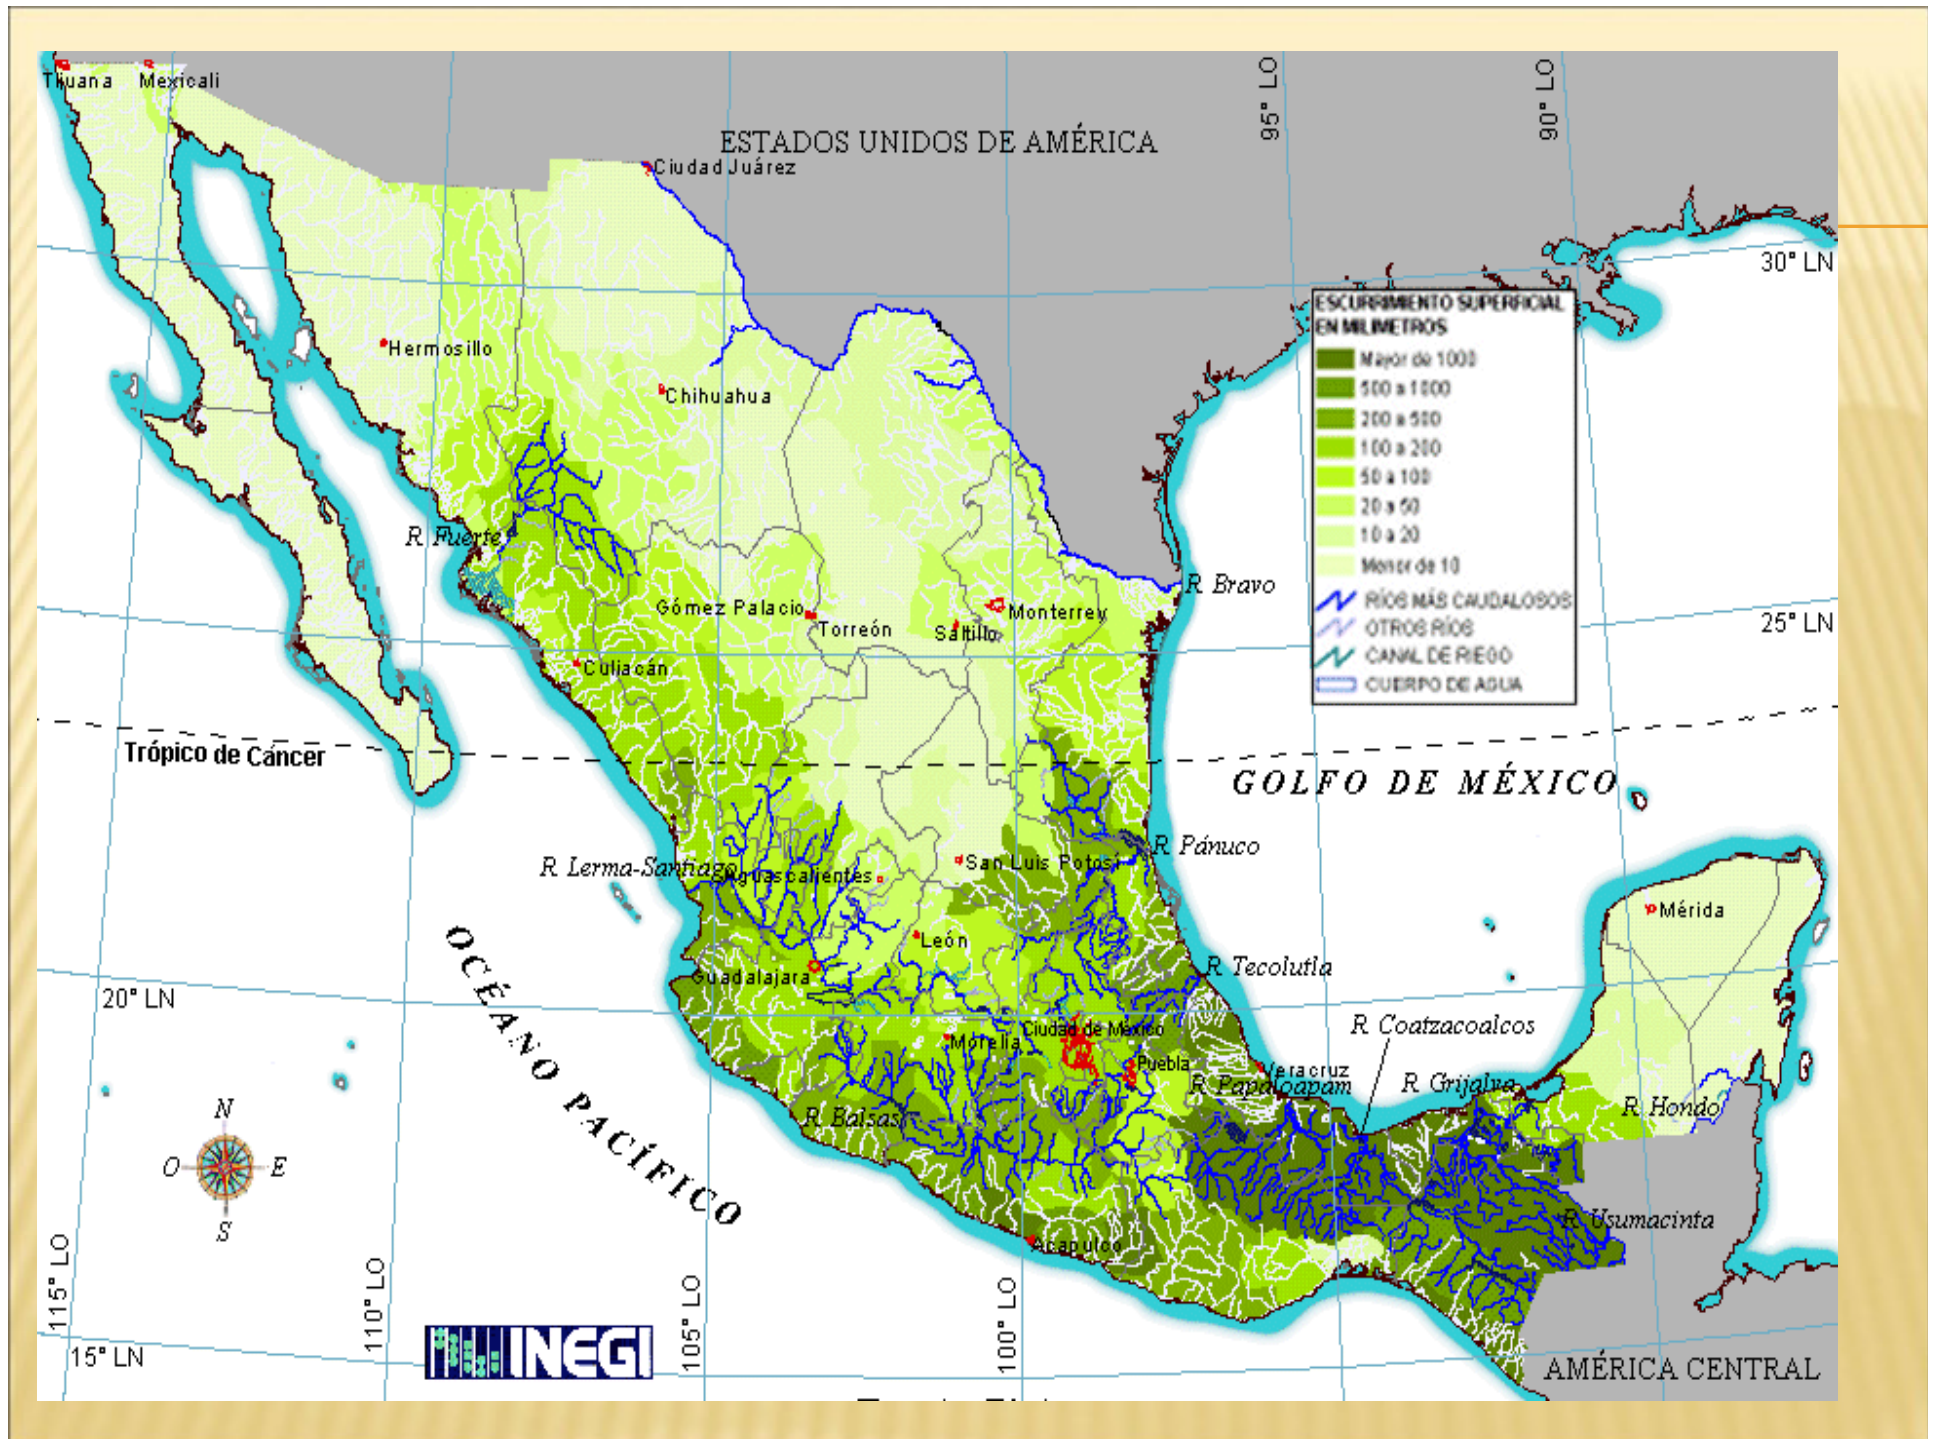 Tijuana
Mexicali
ESTADOS UNIDOS DE AMÉRICA
95° LO
90° LO
Ciudad Juárez
30° LN
ESCURRIMIENTO SUPERFICIAL
EN MILIMETROS
Mayor de 1000
500 a 1000
200 a 500
100 a 200
50 a 100
20 a 50
10 a 20
Menor de 10
RÍOS MÁS CAUDALOSOS
OTROS RÍOS
CANAL DE RIEGO
CUERPO DE AGUA
Hermosillo
Chihuahua
R. Fuerte
R. Bravo
Gómez Palacio
Torreón
Saltillo
Monterrey
25° LN
Culiacán
Trópico de Cáncer
GOLFO DE MÉXICO
R. Pánuco
R. Lerma-Santiago
Aguascalientes
San Luis Potosí
Mérida
León
OCÉANO PACÍFICO
Guadalajara
R. Tecolutla
20° LN
Ciudad de México
R. Coatzacoalcos
Morelia
Puebla
Veracruz
R. Papaloapam
R. Grijalva
R. Hondo
R. Balsas
N
O
E
S
R. Usumacinta
Acapulco
115° LO
110° LO
105° LO
100° LO
INEGI
15° LN
AMÉRICA CENTRAL